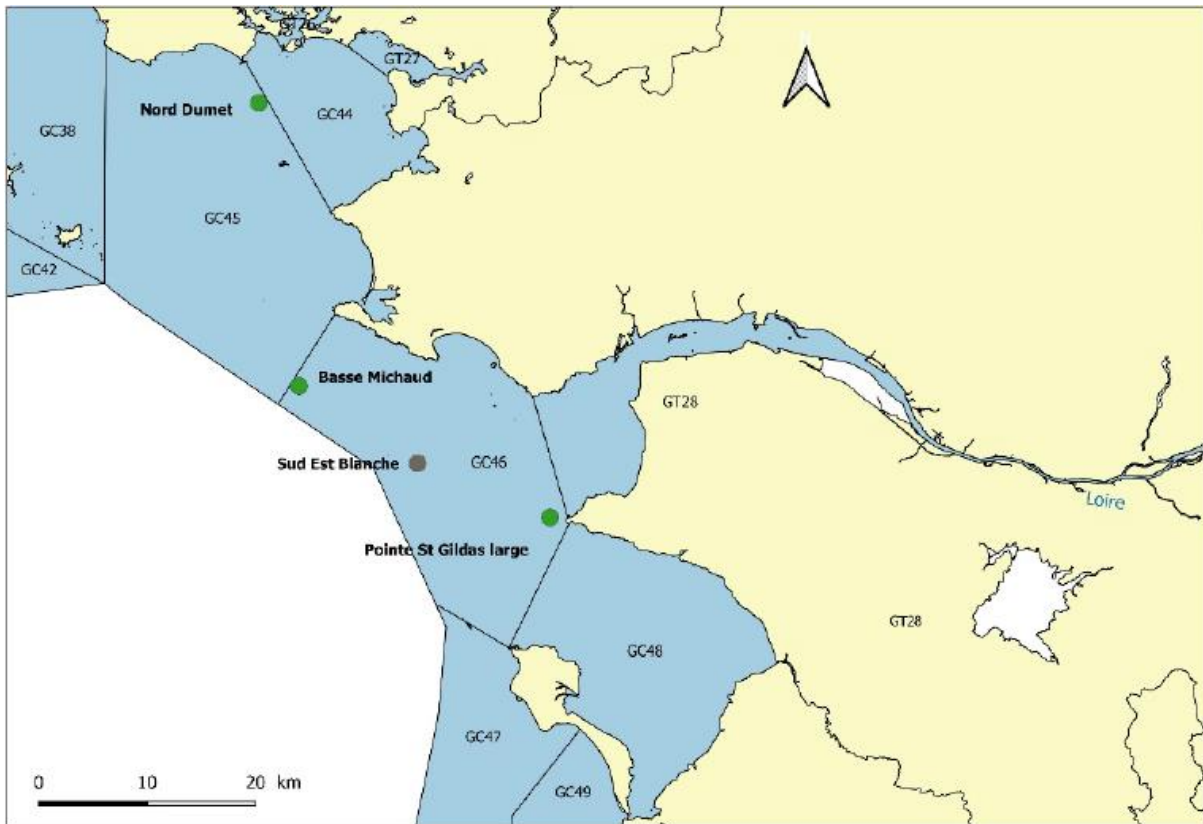 GT26
GT27
Nord Dumet
GC44
GC38
GC45
GC42
Basse Michaud
GT28
Sud Est Blanche
GC46
Loire
Pointe St Gildas large
GT28
GC48
GC47
GC49
0 10 20 km